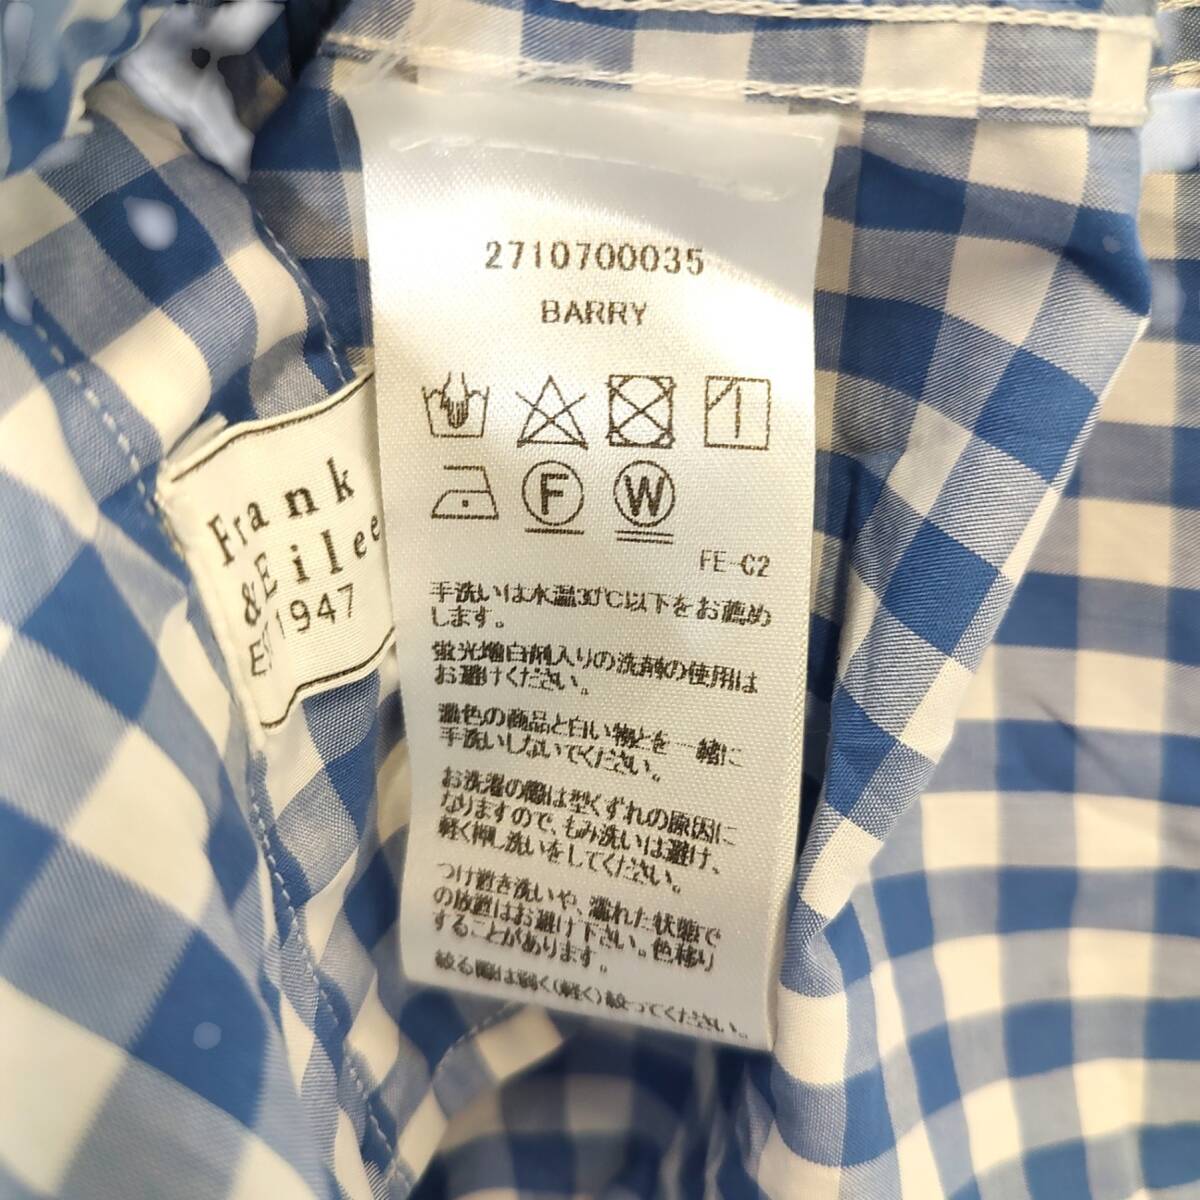 2710700035
BARRY
F W
FE-C2
手洗いは水温30℃以下をお薦め
します。
蛍光増白剤入りの洗剤の使用は
お避けください。
濃色の商品と白い物とを一緒に
手洗いしないでください。
お洗濯の際は型くずれの原因に
なりますので、もみ洗いは避け、
軽く押し洗いをしてください。
つけ置き洗いや、濡れた状態で
の放置はお避け下さい。色移り
することがあります。
絞る際は弱く(軽く)絞ってください。
Frank
&Eilee
1947